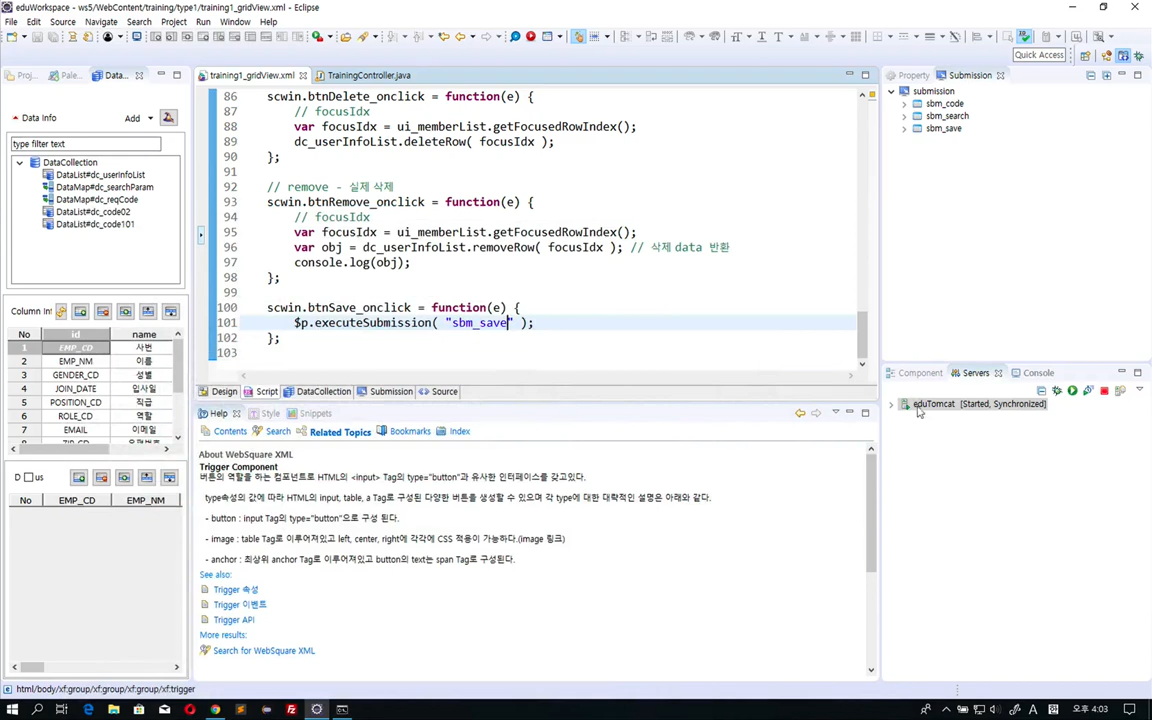 eduWorkspace - ws5/WebContent/training/type1/training1_gridView.xml - Eclipse
File Edit Source Navigate Search Project Run Window Help
Quick Access
Proj... Pale... Data...
Data Info Add
type filter text
DataCollection
DataList#dc_userInfoList
DataMap#dc_searchParam
DataMap#dc_reqCode
DataList#dc_code02
DataList#dc_code101
Column Inf
No id name
1 EMP_CD 사번
2 EMP_NM 이름
3 GENDER_CD 성별
4 JOIN_DATE 입사일
5 POSITION_CD 직급
6 ROLE_CD 역할
7 EMAIL 이메일
D us
No EMP_CD EMP_NM
training1_gridView.xml TrainingController.java
86 scwin.btnDelete_onclick = function(e) {
87 // focusIdx
88 var focusIdx = ui_memberList.getFocusedRowIndex();
89 dc_userInfoList.deleteRow( focusIdx );
90 };
91
92 // remove - 실제 삭제
93 scwin.btnRemove_onclick = function(e) {
94 // focusIdx
95 var focusIdx = ui_memberList.getFocusedRowIndex();
96 var obj = dc_userInfoList.removeRow( focusIdx ); // 삭제 data 반환
97 console.log(obj);
98 };
99
100 scwin.btnSave_onclick = function(e) {
101 $p.executeSubmission( "sbm_save" );
102 };
103
Design Script DataCollection Submission Source
Help Style Snippets
Contents Search Related Topics Bookmarks Index
About WebSquare XML
Trigger Component
버튼의 역할을 하는 컴포넌트로 HTML의 <input> Tag의 type="button"과 유사한 인터페이스를 갖고있다.
type속성의 값에 따라 HTML의 input, table, a Tag로 구성된 다양한 버튼을 생성할 수 있으며 각 type에 대한 대략적인 설명은 아래와 같다.
- button : input Tag의 type="button"으로 구성 된다.
- image : table Tag로 이루어져있고 left, center, right에 각각에 CSS 적용이 가능하다.(image 링크)
- anchor : 최상위 anchor Tag로 이루어져있고 button의 text는 span Tag로 구성된다.
See also:
Trigger 속성
Trigger 이벤트
Trigger API
More results:
Search for WebSquare XML
Property Submission
submission
sbm_code
sbm_search
sbm_save
Component Servers Console
eduTomcat [Started, Synchronized]
html/body/xf:group/xf:group/xf:group/xf:trigger
A 오후 4:03